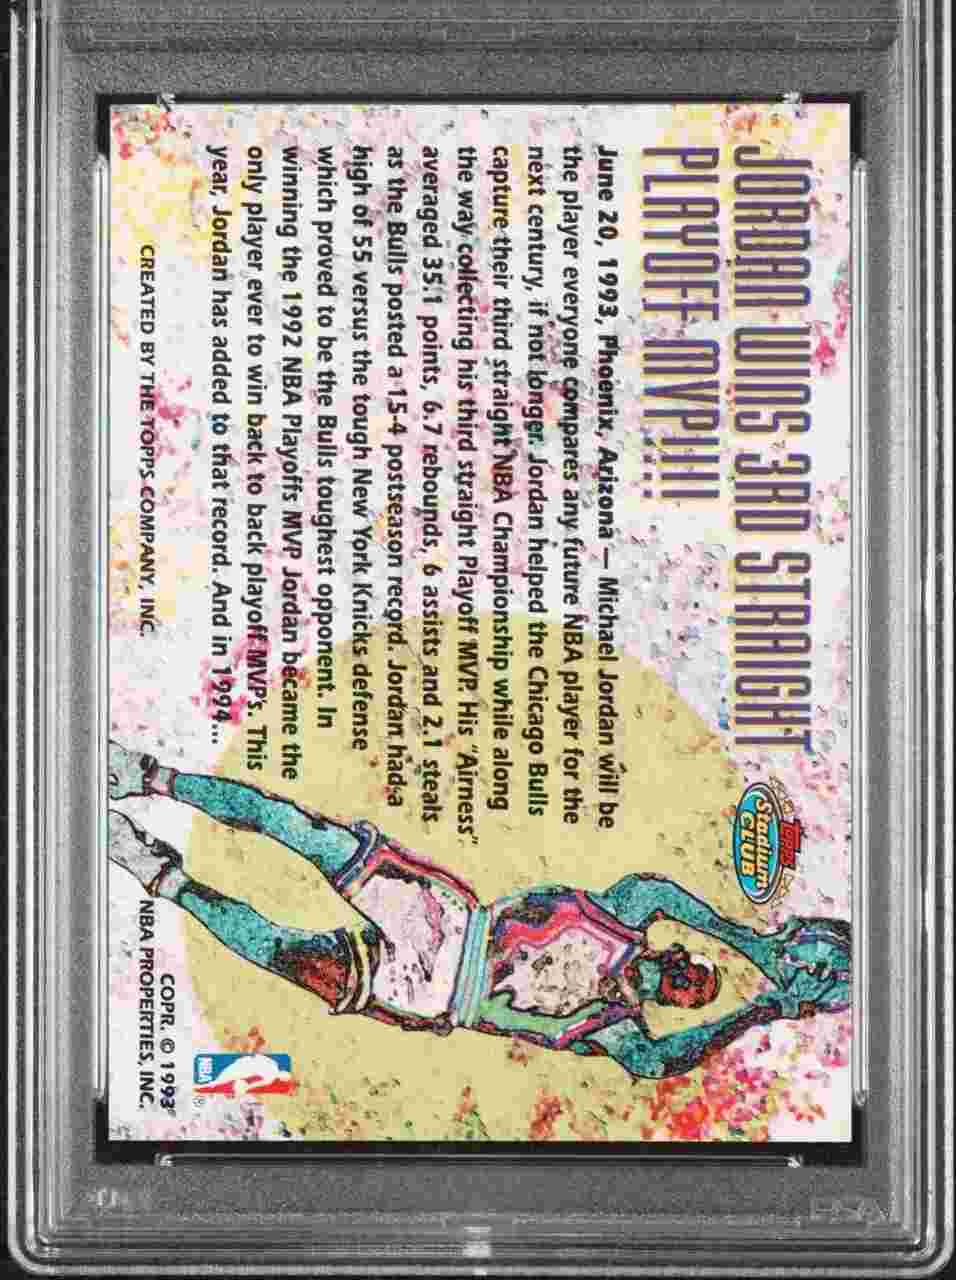 JORDAN WINS 3RD STRAIGHT
PLAYOFF MVP!!!
June 20, 1993, Phoenix, Arizona — Michael Jordan will be
the player everyone compares any future NBA player for the
next century, if not longer. Jordan helped the Chicago Bulls
capture their third straight NBA Championship while along
the way collecting his third straight Playoff MVP. His "Airness"
averaged 35.1 points, 6.7 rebounds, 6 assists and 2.1 steals
as the Bulls posted a 15-4 postseason record. Jordan had a
high of 55 versus the tough New York Knicks defense
which proved to be the Bulls toughest opponent. In
winning the 1992 NBA Playoffs MVP Jordan became the
only player ever to win back to back playoff MVP's. This
year, Jordan has added to that record. And in 1994...
TOPPS
Stadium
CLUB
CREATED BY THE TOPPS COMPANY, INC.
NBA ®
COPR. © 1993
NBA PROPERTIES, INC.